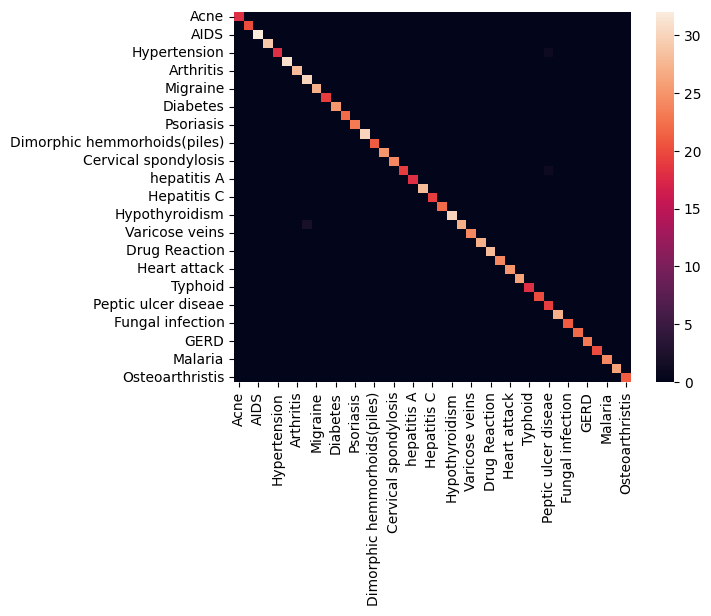 Acne
AIDS
Hypertension
Arthritis
Migraine
Diabetes
Psoriasis
Dimorphic hemmorhoids(piles)
Cervical spondylosis
hepatitis A
Hepatitis C
Hypothyroidism
Varicose veins
Drug Reaction
Heart attack
Typhoid
Peptic ulcer diseae
Fungal infection
GERD
Malaria
Osteoarthristis
30
25
20
15
10
5
0
Acne
AIDS
Hypertension
Arthritis
Migraine
Diabetes
Psoriasis
Dimorphic hemmorhoids(piles)
Cervical spondylosis
hepatitis A
Hepatitis C
Hypothyroidism
Varicose veins
Drug Reaction
Heart attack
Typhoid
Peptic ulcer diseae
Fungal infection
GERD
Malaria
Osteoarthristis